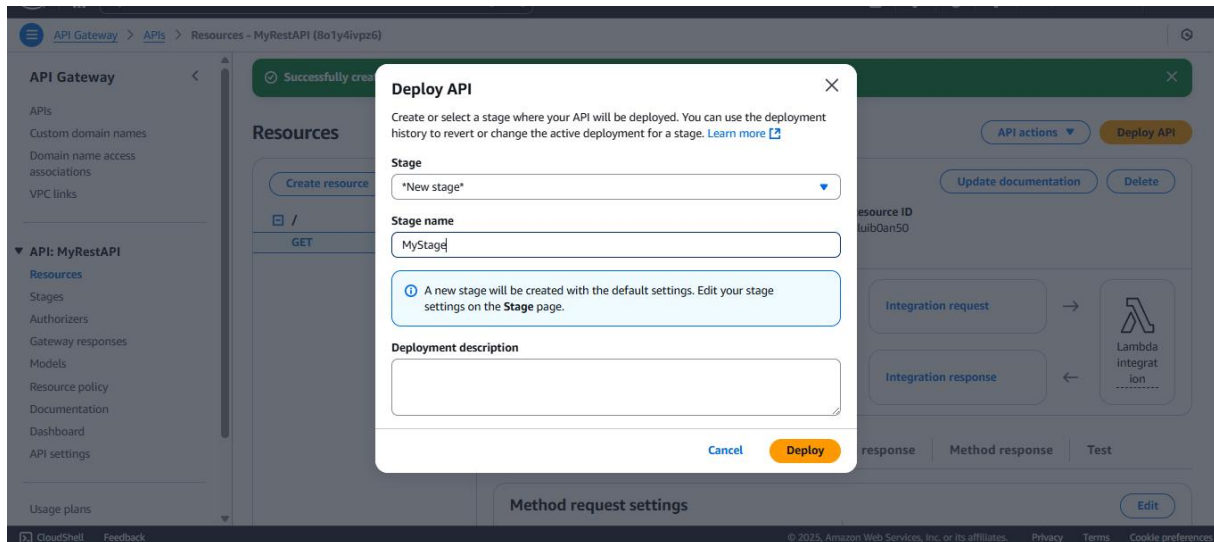 API Gateway > APIs > Resources - MyRestAPI (8o1y4ivpz6)
API Gateway
APIs
Custom domain names
Domain name access
associations
VPC links
API: MyRestAPI
Resources
Stages
Authorizers
Gateway responses
Models
Resource policy
Documentation
Dashboard
API settings
Usage plans
Successfully
Resources
API actions
Deploy API
Create resource
Update documentation
Delete
/
GET
Integration request
Integration response
Lambda
integrat
ion
response
Method response
Test
Method request settings
Edit
Deploy API
Create or select a stage where your API will be deployed. You can use the deployment
history to revert or change the active deployment for a stage. Learn more
Stage
*New stage*
Stage name
MyStage
A new stage will be created with the default settings. Edit your stage
settings on the Stage page.
Deployment description
Cancel
Deploy
CloudShell Feedback
© 2025, Amazon Web Services, Inc. or its affiliates. Privacy Terms Cookie preferences